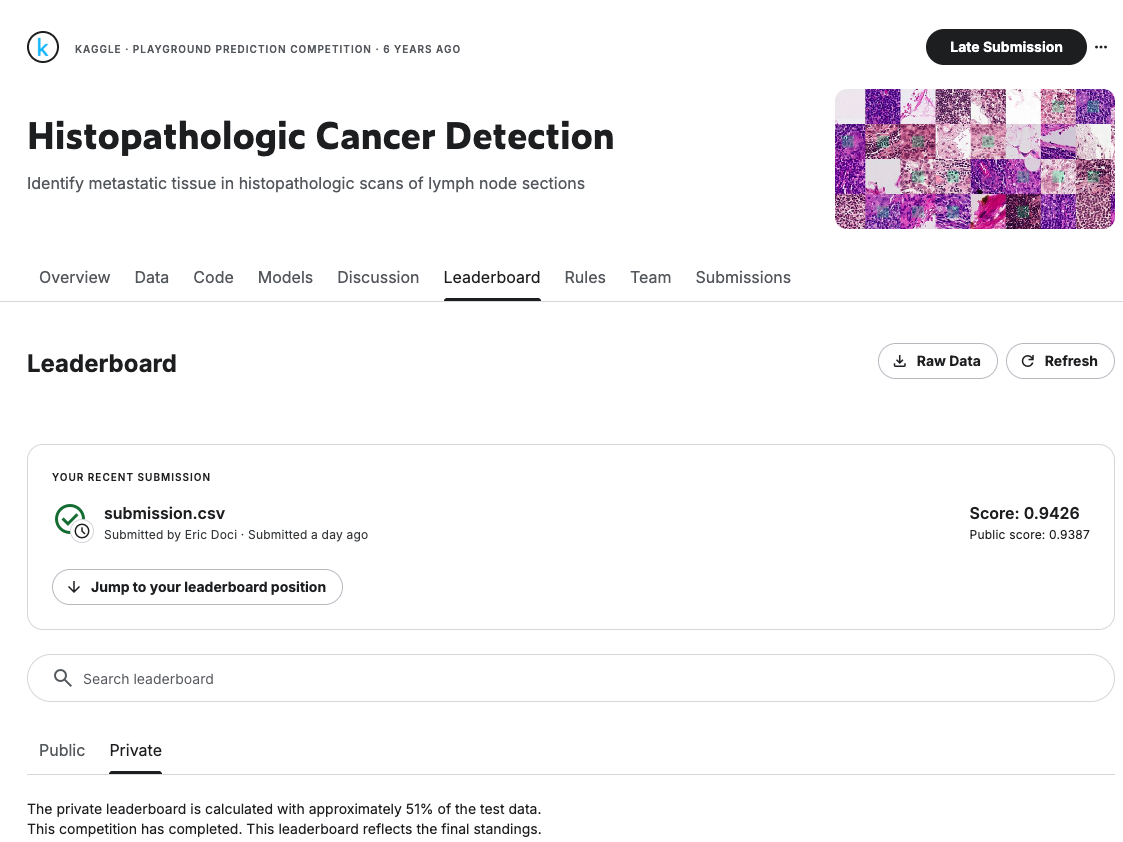 k
KAGGLE · PLAYGROUND PREDICTION COMPETITION · 6 YEARS AGO
Late Submission
Histopathologic Cancer Detection
Identify metastatic tissue in histopathologic scans of lymph node sections
Overview Data Code Models Discussion Leaderboard Rules Team Submissions
Leaderboard
Raw Data Refresh
YOUR RECENT SUBMISSION
submission.csv Score: 0.9426
Submitted by Eric Doci · Submitted a day ago Public score: 0.9387
Jump to your leaderboard position
Search leaderboard
Public Private
The private leaderboard is calculated with approximately 51% of the test data.
This competition has completed. This leaderboard reflects the final standings.